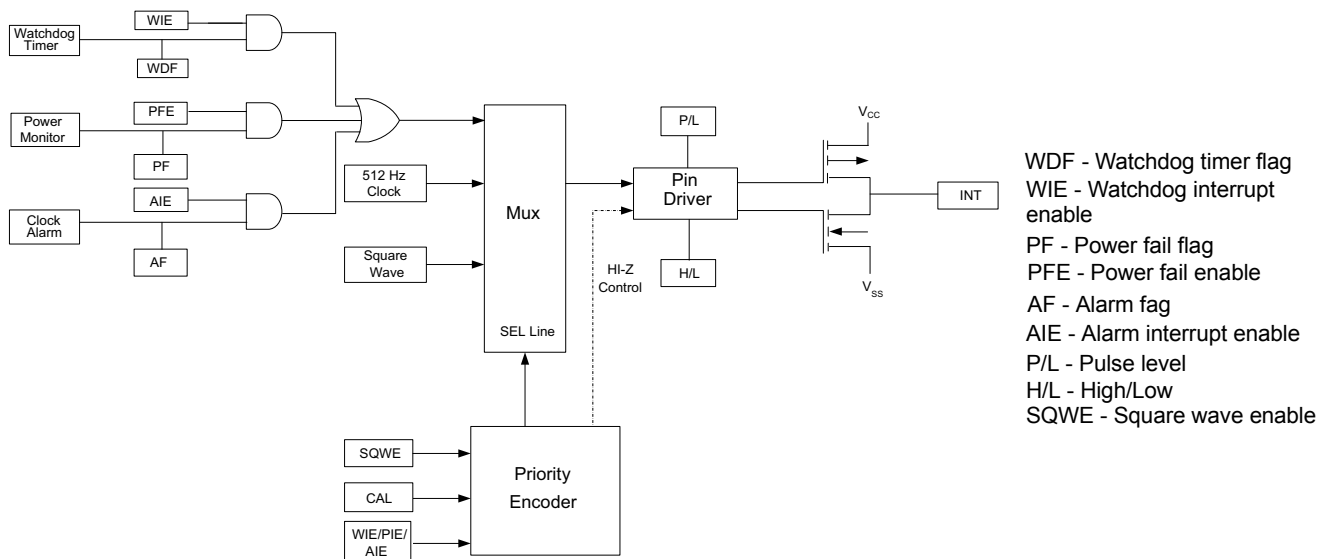 WIE
Watchdog
Timer
WDF
PFE
Power
Monitor
PF
AIE
Clock
Alarm
AF
512 Hz
Clock
Square
Wave
Mux
SEL Line
P/L
Pin
Driver
H/L
HI-Z
Control
VCC
VSS
INT
SQWE
CAL
WIE/PIE/
AIE
Priority
Encoder
WDF - Watchdog timer flag
WIE - Watchdog interrupt
enable
PF - Power fail flag
PFE - Power fail enable
AF - Alarm fag
AIE - Alarm interrupt enable
P/L - Pulse level
H/L - High/Low
SQWE - Square wave enable